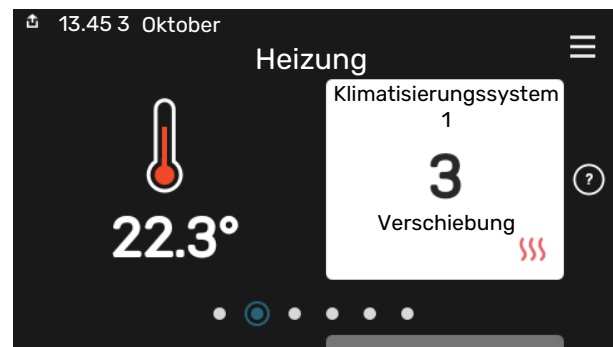 13.45 3 Oktober
Heizung
Klimatisierungssystem
1
3
Verschiebung
?
22.3°